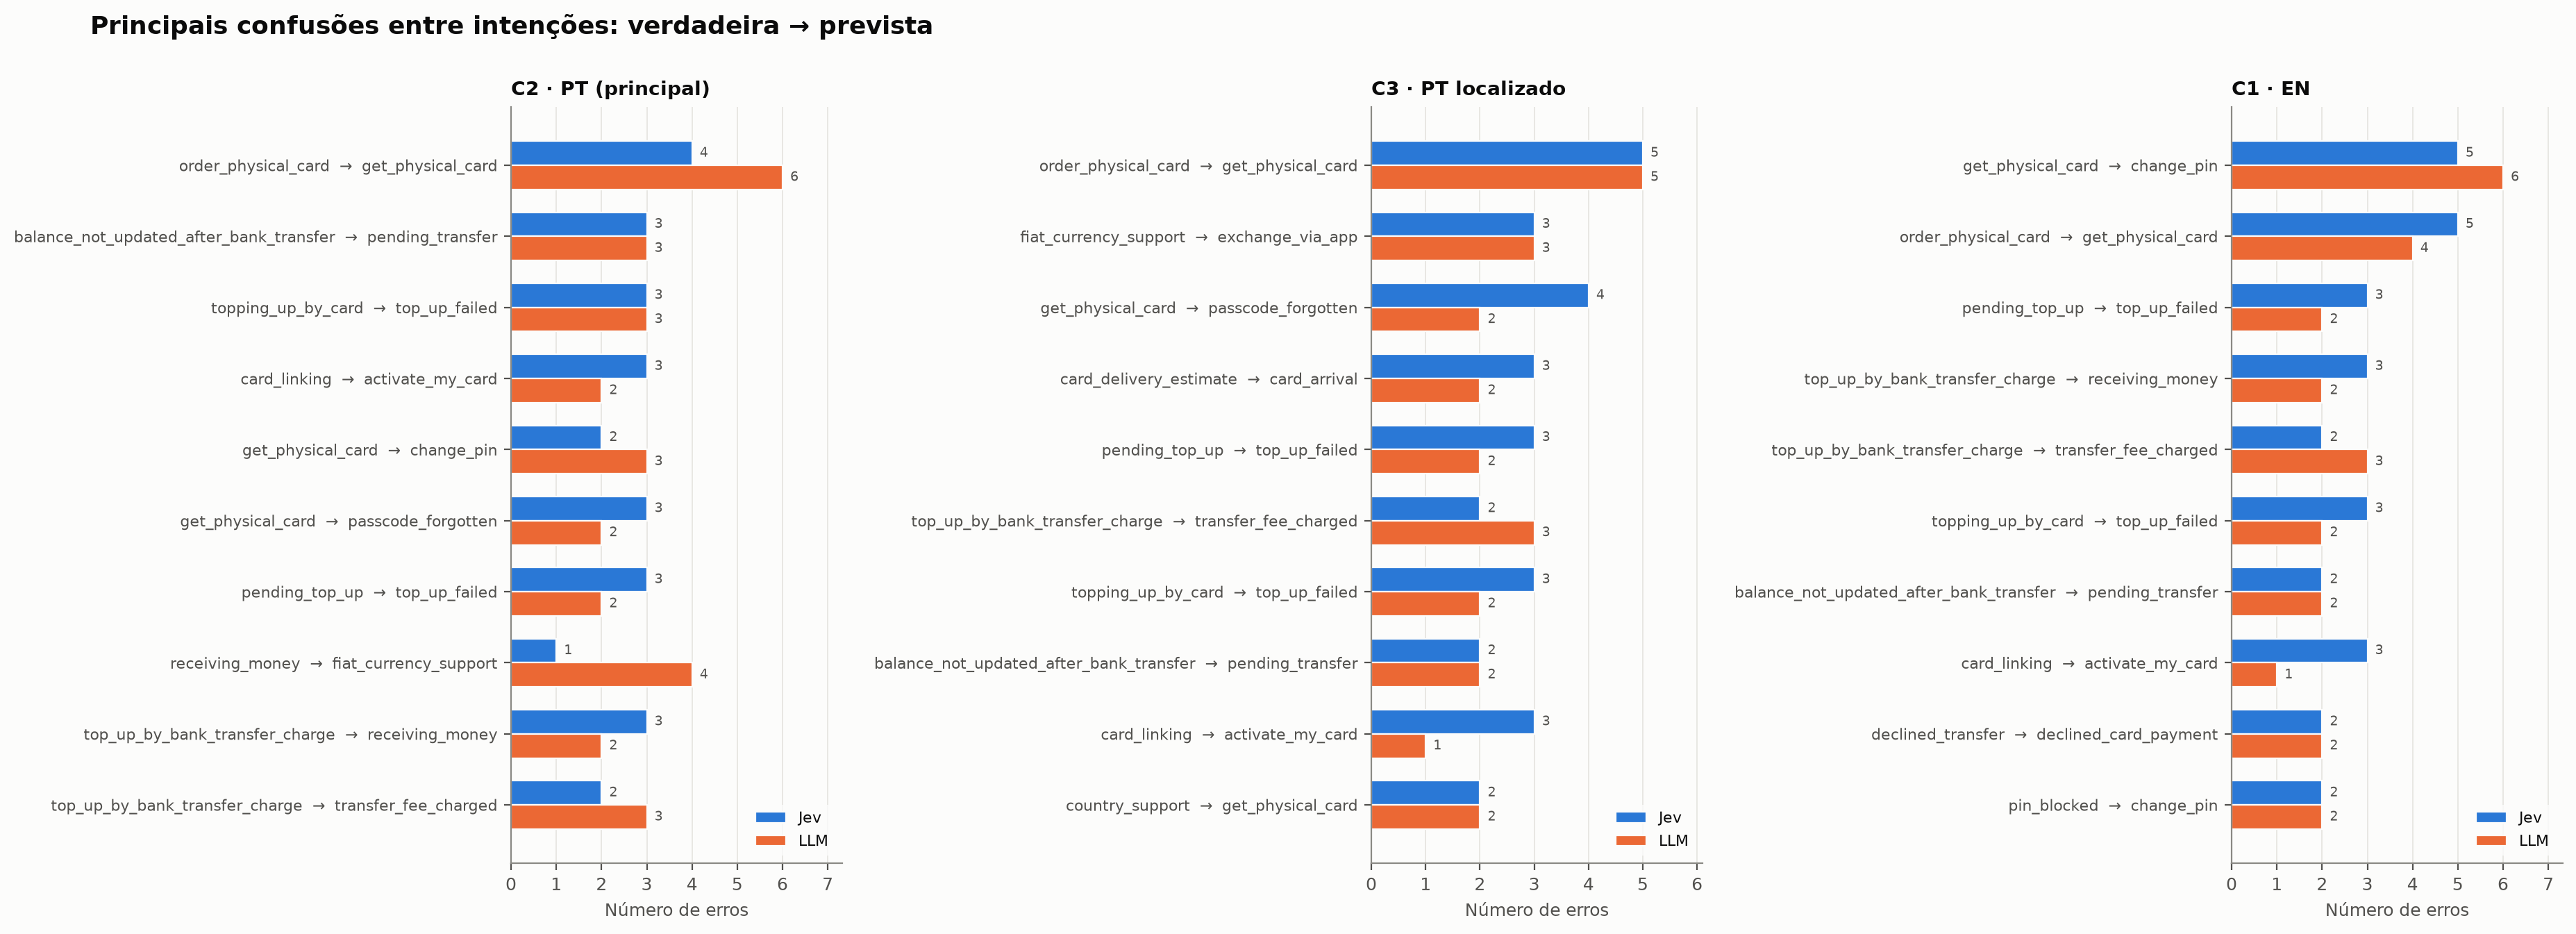 Principais confusões entre intenções: verdadeira → prevista
C2 · PT (principal)
order_physical_card → get_physical_card
4
6
balance_not_updated_after_bank_transfer → pending_transfer
3
3
topping_up_by_card → top_up_failed
3
3
card_linking → activate_my_card
3
2
get_physical_card → change_pin
2
3
get_physical_card → passcode_forgotten
3
2
pending_top_up → top_up_failed
3
2
receiving_money → fiat_currency_support
1
4
top_up_by_bank_transfer_charge → receiving_money
3
2
top_up_by_bank_transfer_charge → transfer_fee_charged
2
3
Jev
LLM
0 1 2 3 4 5 6 7
Número de erros
C3 · PT localizado
order_physical_card → get_physical_card
5
5
fiat_currency_support → exchange_via_app
3
3
get_physical_card → passcode_forgotten
4
2
card_delivery_estimate → card_arrival
3
2
pending_top_up → top_up_failed
3
2
top_up_by_bank_transfer_charge → transfer_fee_charged
2
3
topping_up_by_card → top_up_failed
3
2
balance_not_updated_after_bank_transfer → pending_transfer
2
2
card_linking → activate_my_card
3
1
country_support → get_physical_card
2
2
Jev
LLM
0 1 2 3 4 5 6
Número de erros
C1 · EN
get_physical_card → change_pin
5
6
order_physical_card → get_physical_card
5
4
pending_top_up → top_up_failed
3
2
top_up_by_bank_transfer_charge → receiving_money
3
2
top_up_by_bank_transfer_charge → transfer_fee_charged
2
3
topping_up_by_card → top_up_failed
3
2
balance_not_updated_after_bank_transfer → pending_transfer
2
2
card_linking → activate_my_card
3
1
declined_transfer → declined_card_payment
2
2
pin_blocked → change_pin
2
2
Jev
LLM
0 1 2 3 4 5 6 7
Número de erros